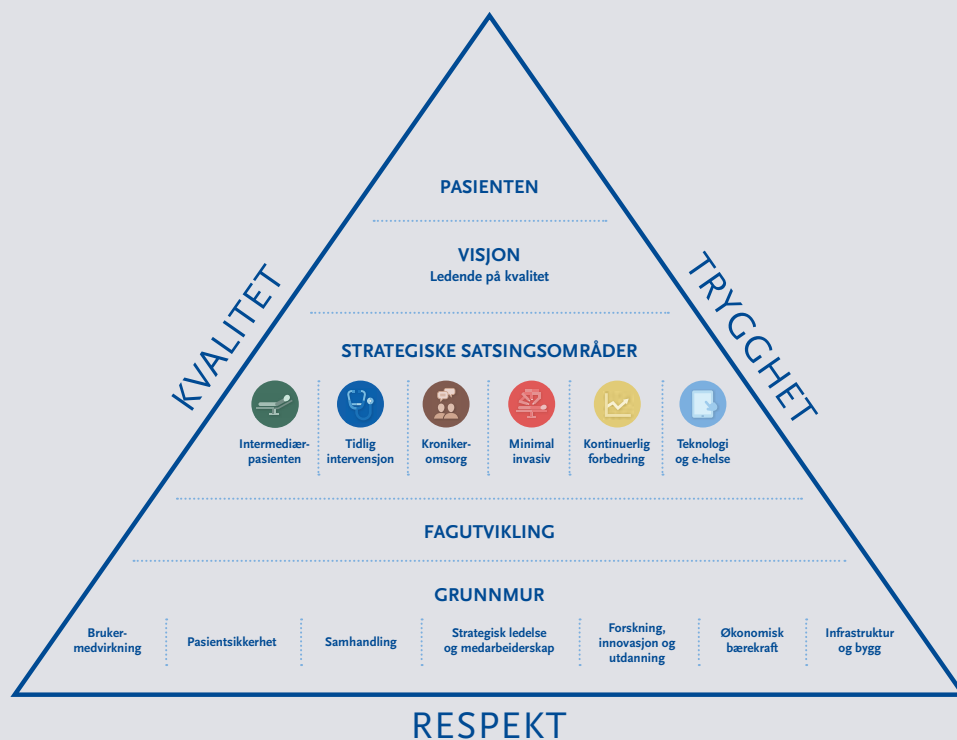 PASIENTEN
VISJON
Ledende på kvalitet
KVALITET
TRYGGHET
STRATEGISKE SATSINGSOMRÅDER
Intermediær-
pasienten
Tidlig
intervensjon
Kroniker-
omsorg
Minimal
invasiv
Kontinuerlig
forbedring
Teknologi
og e-helse
FAGUTVIKLING
GRUNNMUR
Bruker-
medvirkning
Pasientsikkerhet
Samhandling
Strategisk ledelse
og medarbeiderskap
Forskning,
innovasjon og
utdanning
Økonomisk
bærekraft
Infrastruktur
og bygg
RESPEKT